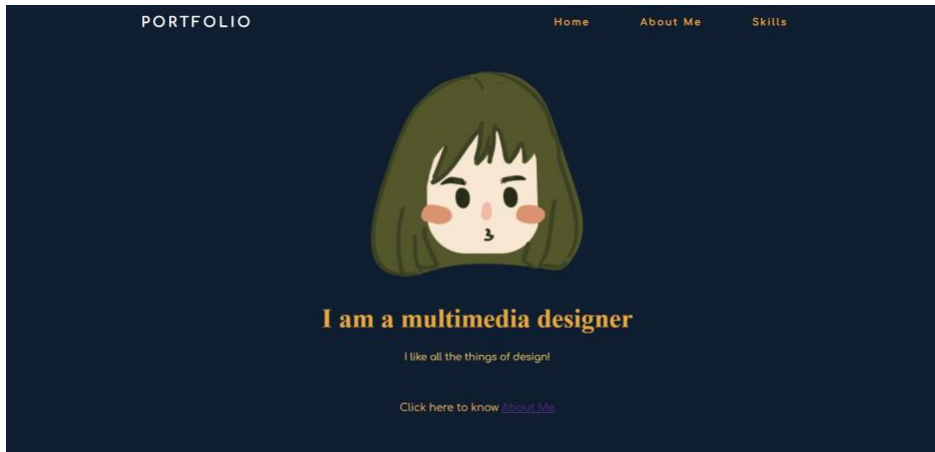 PORTFOLIO Home About Me Skills
I am a multimedia designer
I like all the things of design!
Click here to know About Me